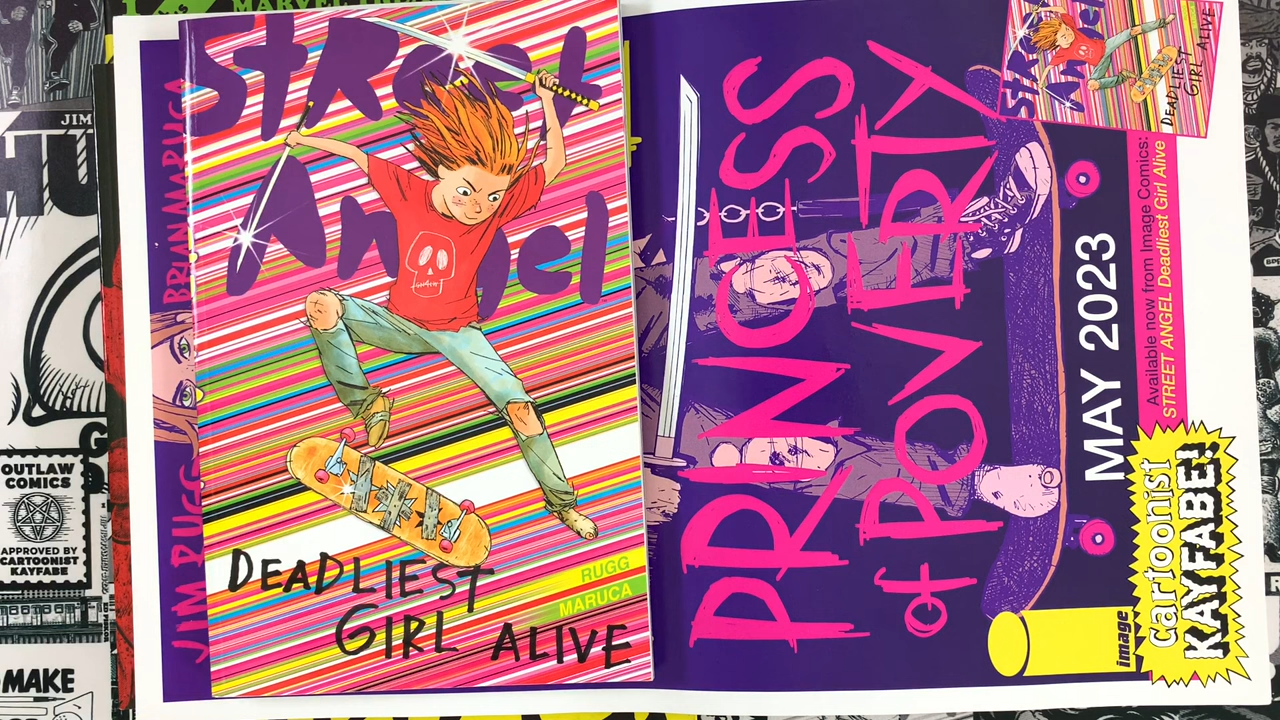 MARVEL TREA
JIM
OUTLAW
COMICS
APPROVED BY
CARTOONIST
KAYFABE
MAKE
BRIAN MARUCA
JIM RUGG
STREET
ANGEL
DEADLIEST
GIRL ALIVE
RUGG
MARUCA
PRINCESS
of POVERTY
MAY 2023
Available now from Image Comics:
STREET ANGEL Deadliest Girl Alive
STREET
ANGEL
DEADLIEST
GIRL ALIVE
image
Cartoonist
KAYFABE!